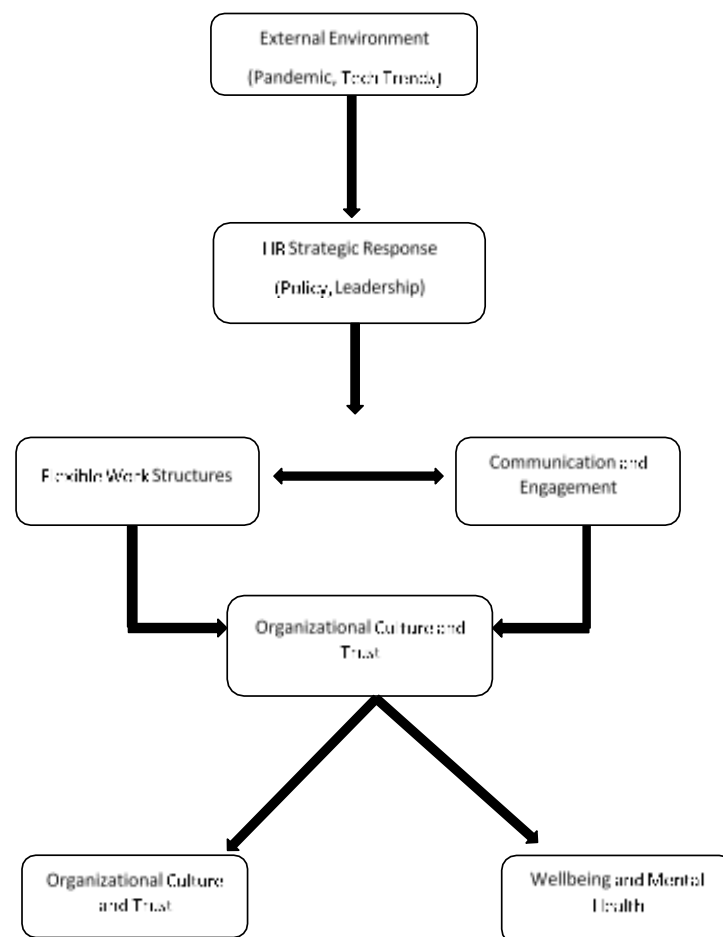 External Environment
(Pandemic, Tech Trends)
HR Strategic Response
(Policy, Leadership)
Flexible Work Structures
Communication and
Engagement
Organizational Culture and
Trust
Organizational Culture
and Trust
Wellbeing and Mental
Health